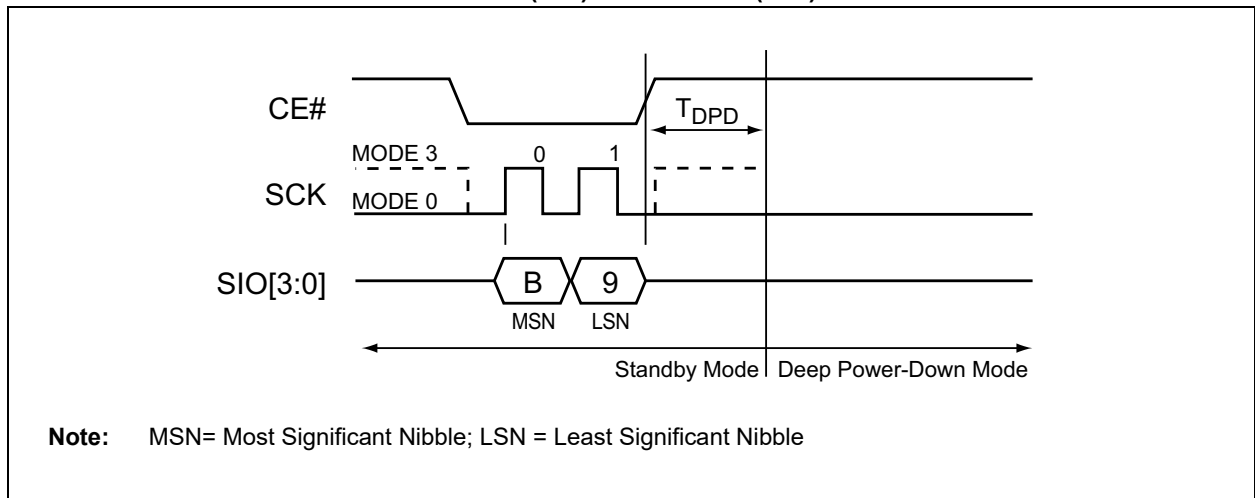 CE#
TDPD
MODE 3
0
1
SCK
MODE 0
SIO[3:0]
B
9
MSN
LSN
Standby Mode
Deep Power-Down Mode
Note: MSN= Most Significant Nibble; LSN = Least Significant Nibble